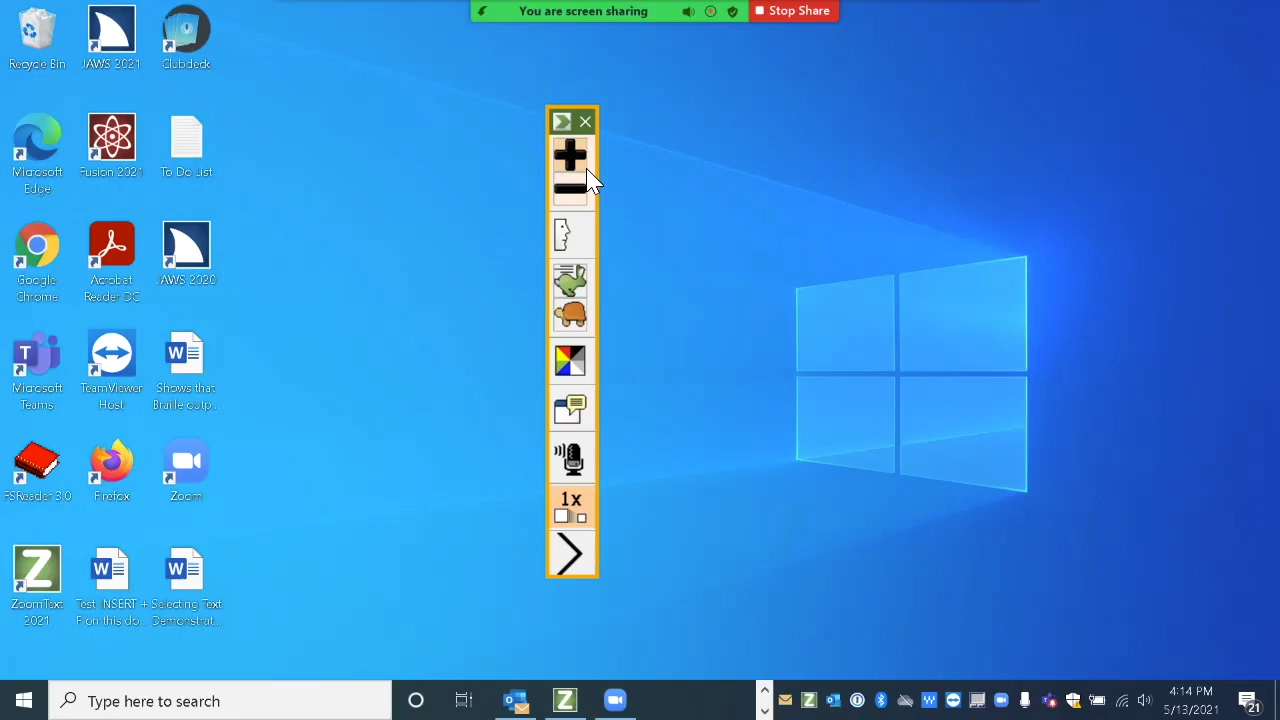 You are screen sharing
Stop Share
Recycle Bin
JAWS 2021
Clubdeck
Microsoft
Edge
Fusion 2021
To Do List
Google
Chrome
Acrobat
Reader DC
JAWS 2020
Microsoft
Teams
TeamViewer
Host
Shows that
Braille outp...
FSReader 3.0
Firefox
Zoom
ZoomText
2021
Test INSERT +
F on this do...
Selecting Text
Demonstrat...
1x
Type here to search
4:14 PM
5/13/2021
21